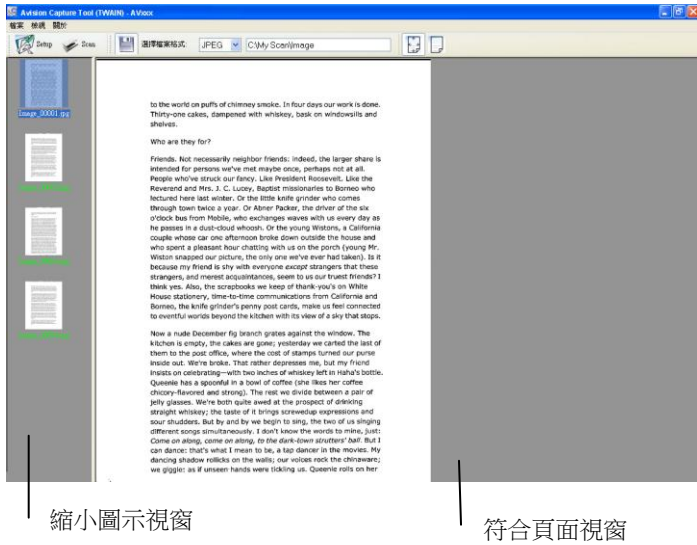 Avision Capture Tool (TWAIN) - AVxxx
檔案 檢視 關於
Setup Scan 選擇檔案格式: JPEG C:\My Scan\Image
Image_00001.jpg
to the world on puffs of chimney smoke. In four days our work is done.
Thirty-one cakes, dampened with whiskey, bask on windowsills and
shelves.
Who are they for?
Friends. Not necessarily neighbor friends: indeed, the larger share is
intended for persons we've met maybe once, perhaps not at all.
People who've struck our fancy. Like President Roosevelt. Like the
Reverend and Mrs. J. C. Lucey, Baptist missionaries to Borneo who
lectured here last winter. Or the little knife grinder who comes
through town twice a year. Or Abner Packer, the driver of the six
o'clock bus from Mobile, who exchanges waves with us every day as
he passes in a dust-cloud whoosh. Or the young Wistons, a California
couple whose car one afternoon broke down outside the house and
who spent a pleasant hour chatting with us on the porch (young Mr.
Wiston snapped our picture, the only one we've ever had taken). Is it
because my friend is shy with everyone except strangers that these
strangers, and merest acquaintances, seem to us our truest friends? I
think yes. Also, the scrapbooks we keep of thank-you's on White
House stationery, time-to-time communications from California and
Borneo, the knife grinder's penny post cards, make us feel connected
to eventful worlds beyond the kitchen with its view of a sky that stops.
Now a nude December fig branch grates against the window. The
kitchen is empty, the cakes are gone; yesterday we carted the last of
them to the post office, where the cost of stamps turned our purse
inside out. We're broke. That rather depresses me, but my friend
insists on celebrating—with two inches of whiskey left in Haha's bottle.
Queenie has a spoonful in a bowl of coffee (she likes her coffee
chicory-flavored and strong). The rest we divide between a pair of
jelly glasses. We're both quite awed at the prospect of drinking
straight whiskey; the taste of it brings screwedup expressions and
sour shudders. But by and by we begin to sing, the two of us singing
different songs simultaneously. I don't know the words to mine, just:
Come on along, come on along, to the dark-town strutters' ball. But I
can dance: that's what I mean to be, a tap dancer in the movies. My
dancing shadow rollicks on the walls; our voices rock the chinaware;
we giggle: as if unseen hands were tickling us. Queenie rolls on her
縮小圖示視窗
符合頁面視窗